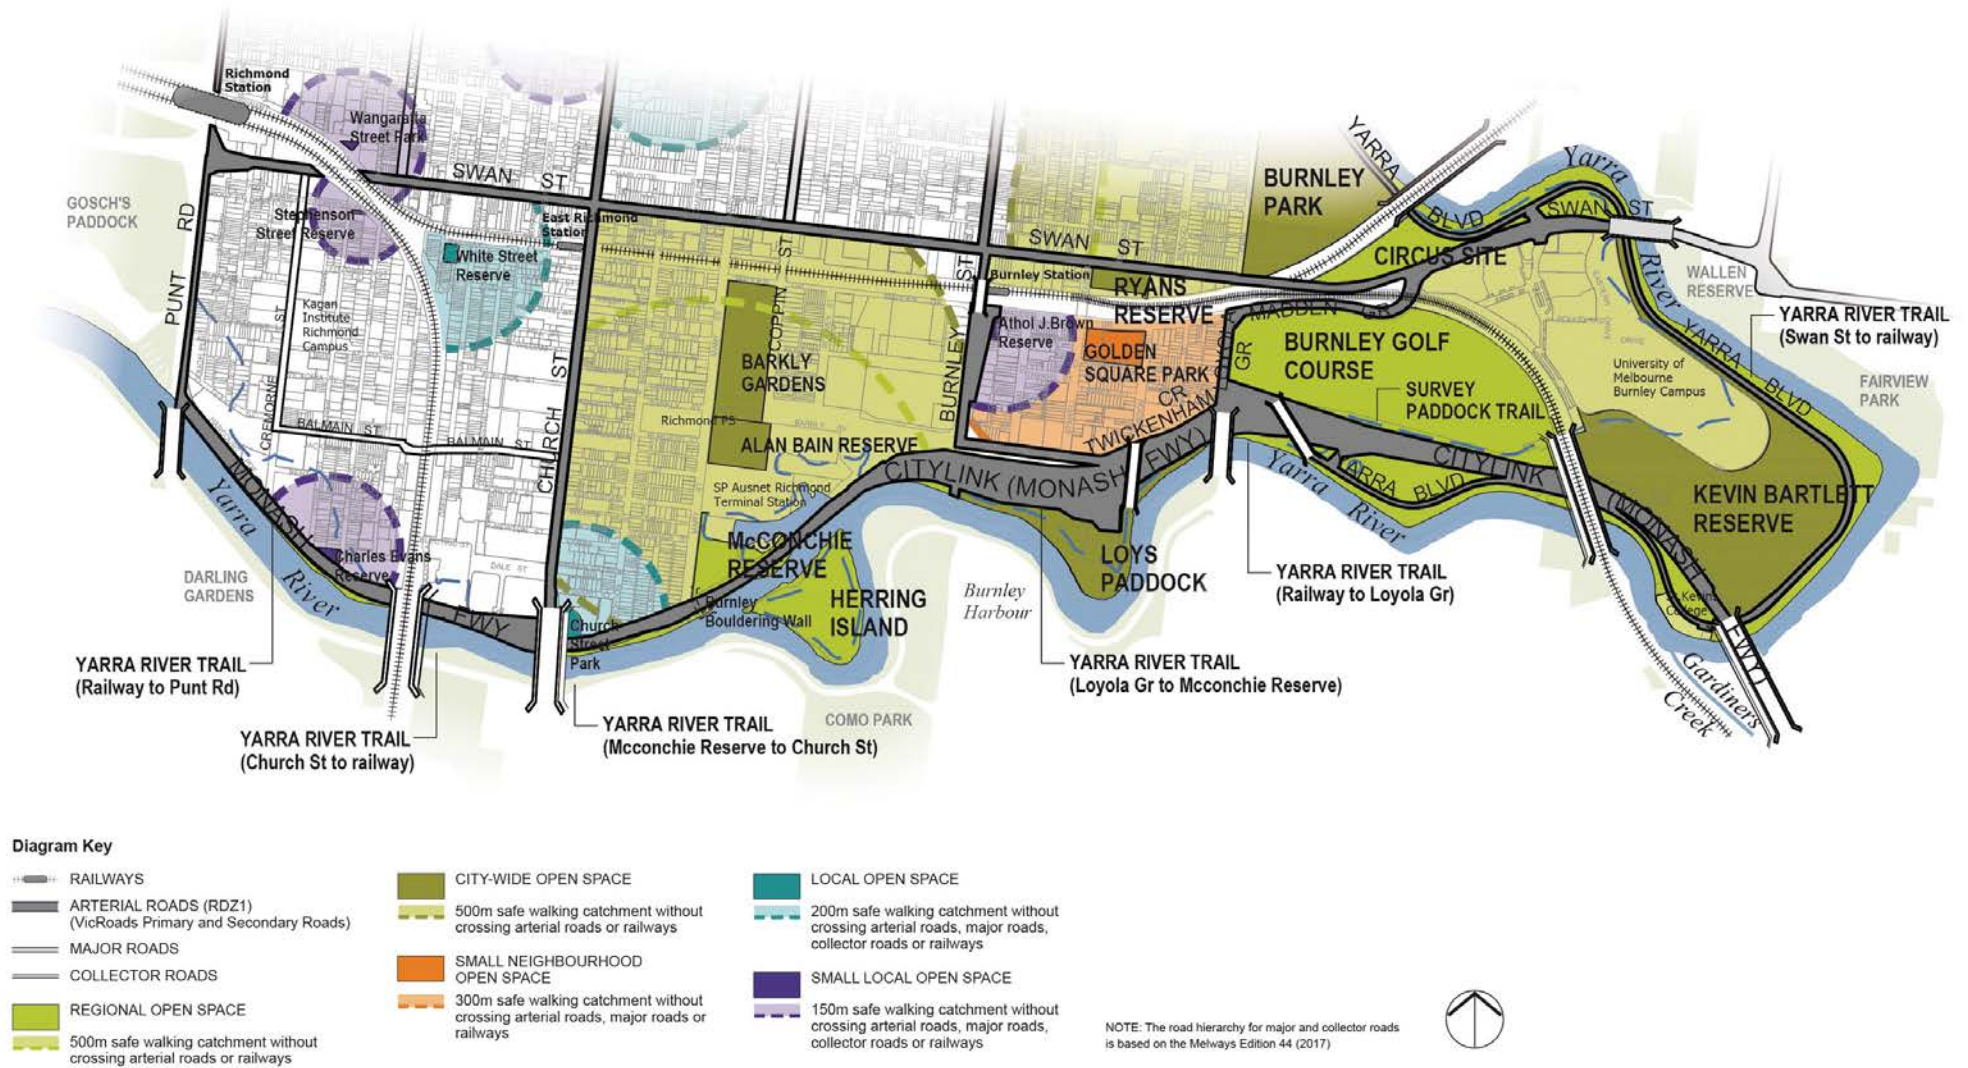 Richmond
Station
Wangaratta
Street Park
YARRA
BLVD
Yarra
SWAN ST
BURNLEY
PARK
SWAN ST
GOSCH'S
PADDOCK
PUNT RD
Stephenson
Street Reserve
East Richmond
Station
White Street
Reserve
SWAN ST
CIRCUS SITE
River
WALLEN
RESERVE
Burnley Station
RYANS
RESERVE
MADDEN GR
YARRA RIVER TRAIL
(Swan St to railway)
Kagan
Institute
Richmond
Campus
COPPIN ST
BURNLEY ST
Athol J.Brown
Reserve
GOLDEN
SQUARE PARK
LOYOLA GR
BURNLEY GOLF
COURSE
SURVEY
PADDOCK TRAIL
University of
Melbourne
Burnley Campus
YARRA BLVD
FAIRVIEW
PARK
BARKLY
GARDENS
CREMORNE ST
BALMAIN ST
BALMAIN ST
CHURCH ST
Richmond PS
ALAN BAIN RESERVE
TWICKENHAM
CR
CITYLINK (MONASH FWY)
CITYLINK
(MONASH
FWY)
YARRA BLVD
Yarra
River
KEVIN BARTLETT
RESERVE
SP Ausnet Richmond
Terminal Station
MONASH
FWY
Yarra
River
Charles Evans
Reserve
DALE ST
McCONCHIE
RESERVE
HERRING
ISLAND
LOYS
PADDOCK
Burnley
Harbour
DARLING
GARDENS
Burnley
Bouldering Wall
Church
Street
Park
St Kevins
College
Gardiners
Creek
YARRA RIVER TRAIL
(Railway to Loyola Gr)
YARRA RIVER TRAIL
(Railway to Punt Rd)
YARRA RIVER TRAIL
(Loyola Gr to Mcconchie Reserve)
COMO PARK
YARRA RIVER TRAIL
(Church St to railway)
YARRA RIVER TRAIL
(Mcconchie Reserve to Church St)
Diagram Key
RAILWAYS
ARTERIAL ROADS (RDZ1)
(VicRoads Primary and Secondary Roads)
MAJOR ROADS
COLLECTOR ROADS
REGIONAL OPEN SPACE
500m safe walking catchment without
crossing arterial roads or railways
CITY-WIDE OPEN SPACE
500m safe walking catchment without
crossing arterial roads or railways
SMALL NEIGHBOURHOOD
OPEN SPACE
300m safe walking catchment without
crossing arterial roads, major roads or
railways
LOCAL OPEN SPACE
200m safe walking catchment without
crossing arterial roads, major roads,
collector roads or railways
SMALL LOCAL OPEN SPACE
150m safe walking catchment without
crossing arterial roads, major roads,
collector roads or railways
NOTE: The road hierarchy for major and collector roads
is based on the Melways Edition 44 (2017)